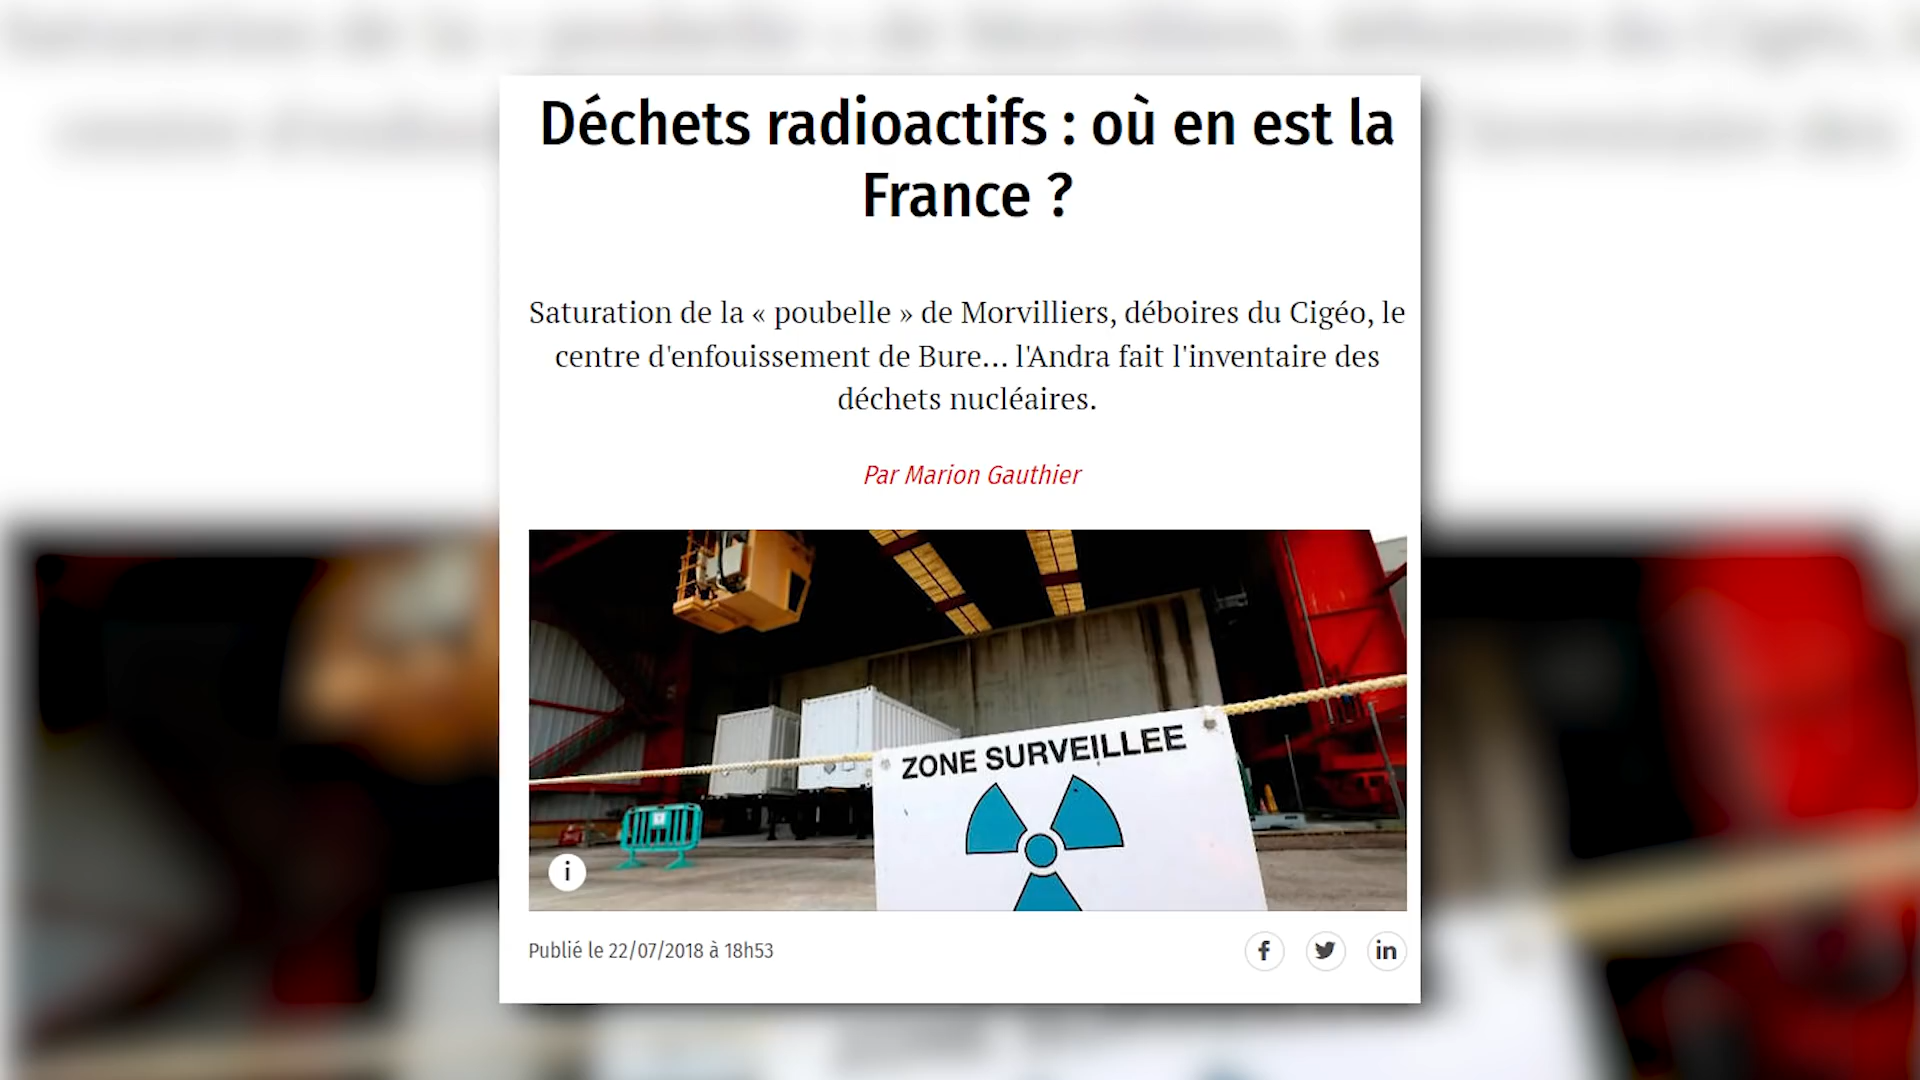 Déchets radioactifs : où en est la
France ?
Saturation de la « poubelle » de Morvilliers, déboires du Cigéo, le
centre d'enfouissement de Bure... l'Andra fait l'inventaire des
déchets nucléaires.
Par Marion Gauthier
ZONE SURVEILLEE
i
Publié le 22/07/2018 à 18h53
f
in